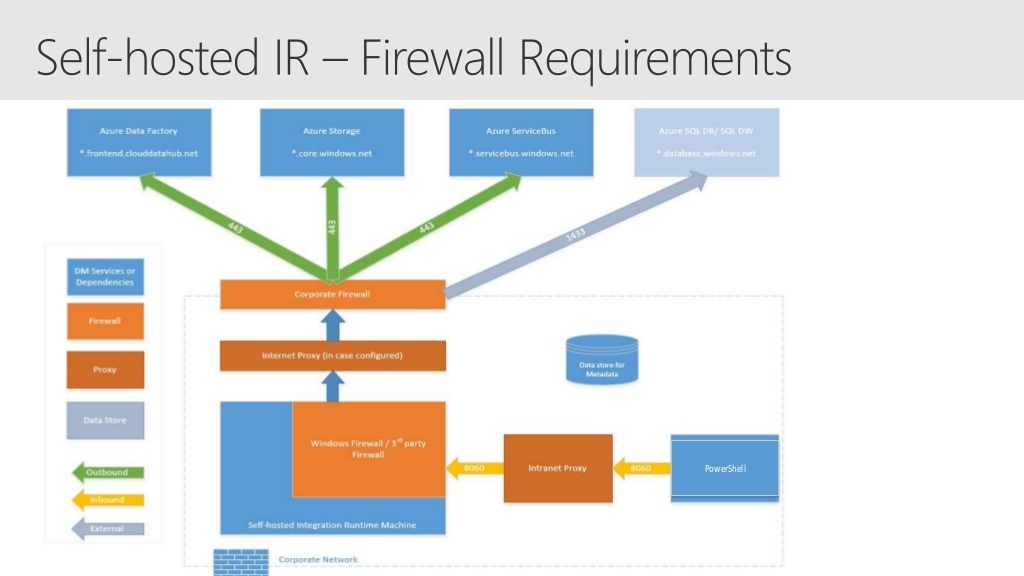 Self-hosted IR – Firewall Requirements
Azure Data Factory
*.frontend.clouddatahub.net
Azure Storage
*.core.windows.net
Azure ServiceBus
*.servicebus.windows.net
Azure SQL DB/ SQL DW
*.database.windows.net
443
443
443
1433
DM Services or
Dependencies
Firewall
Proxy
Data Store
Outbound
Inbound
External
Corporate Firewall
Internet Proxy (in case configured)
Data store for
Metadata
Windows Firewall / 3rd party
Firewall
8060
Intranet Proxy
8060
PowerShell
Self-hosted Integration Runtime Machine
Corporate Network